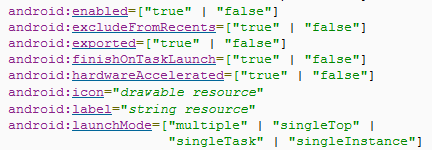 android:enabled=["true" | "false"]
android:excludeFromRecents=["true" | "false"]
android:exported=["true" | "false"]
android:finishOnTaskLaunch=["true" | "false"]
android:hardwareAccelerated=["true" | "false"]
android:icon="dravable resource"
android:label="string resource"
android:launchMode=["multiple" | "singleTop" |
"singleTask" | "singleInstance"]